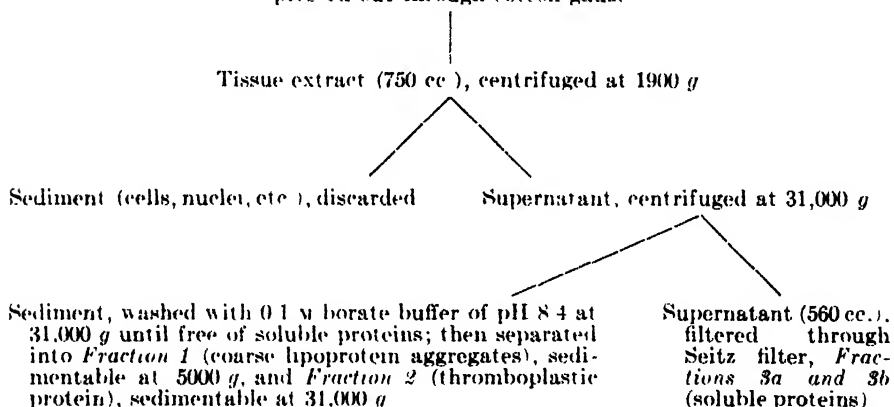 Tissue extract (750 cc ), centrifuged at 1900 g
Sediment (cells, nuclei, etc ), discarded
Supernatant, centrifuged at 31,000 g
Sediment, washed with 0 1 M borate buffer of pH 8 4 at
31,000 g until free of soluble proteins; then separated
into Fraction 1 (coarse lipoprotein aggregates), sedi-
mentable at 5000 g, and Fraction 2 (thromboplastic
protein), sedimentable at 31,000 g
Supernatant (560 cc.),
filtered through
Seitz filter, Frac-
tions 3a and 3b
(soluble proteins)